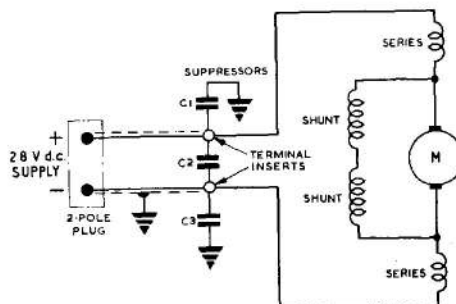 SERIES
SUPPRESSORS
C1
+
28 V d.c.
SUPPLY
-
C2
TERMINAL
INSERTS
SHUNT
M
2-POLE
PLUG
C3
SHUNT
SERIES